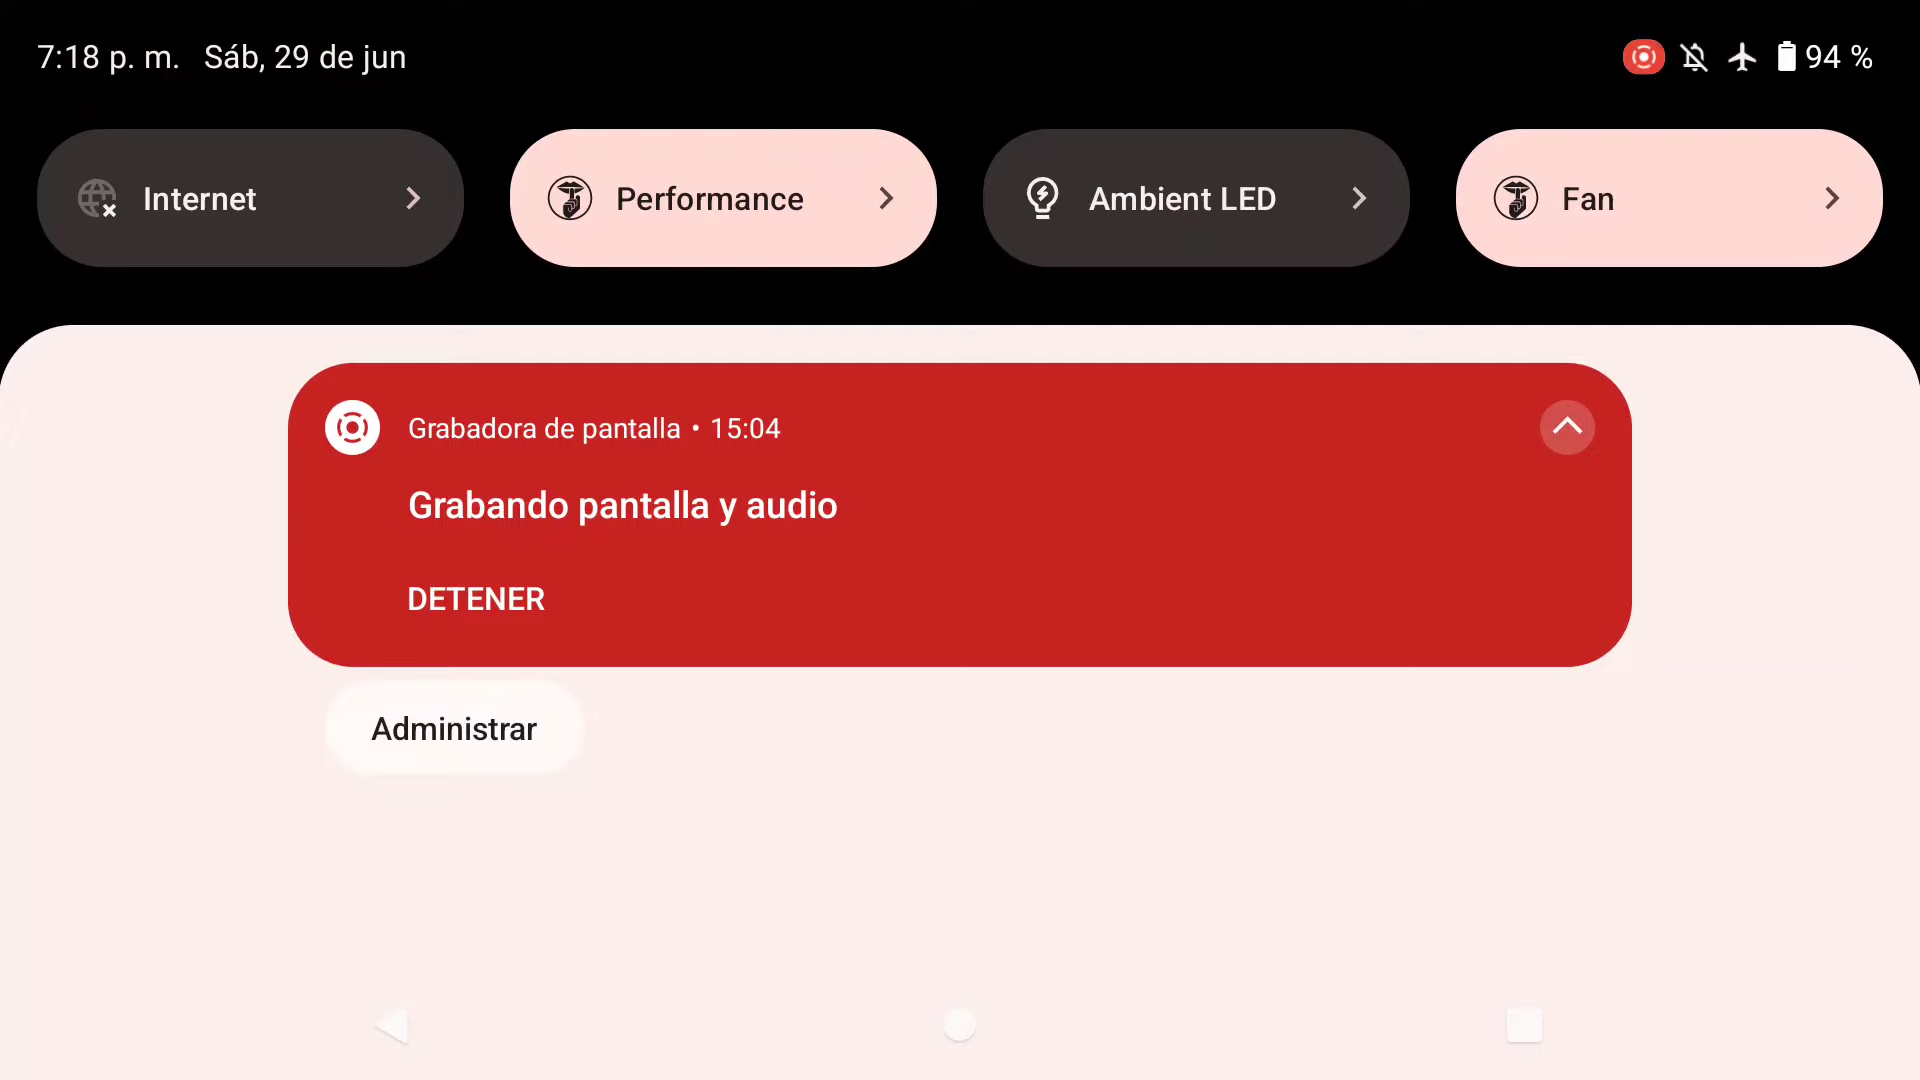 7:18 p. m. Sáb, 29 de jun
94 %
Internet
Performance
Ambient LED
Fan
Grabadora de pantalla • 15:04
Grabando pantalla y audio
DETENER
Administrar